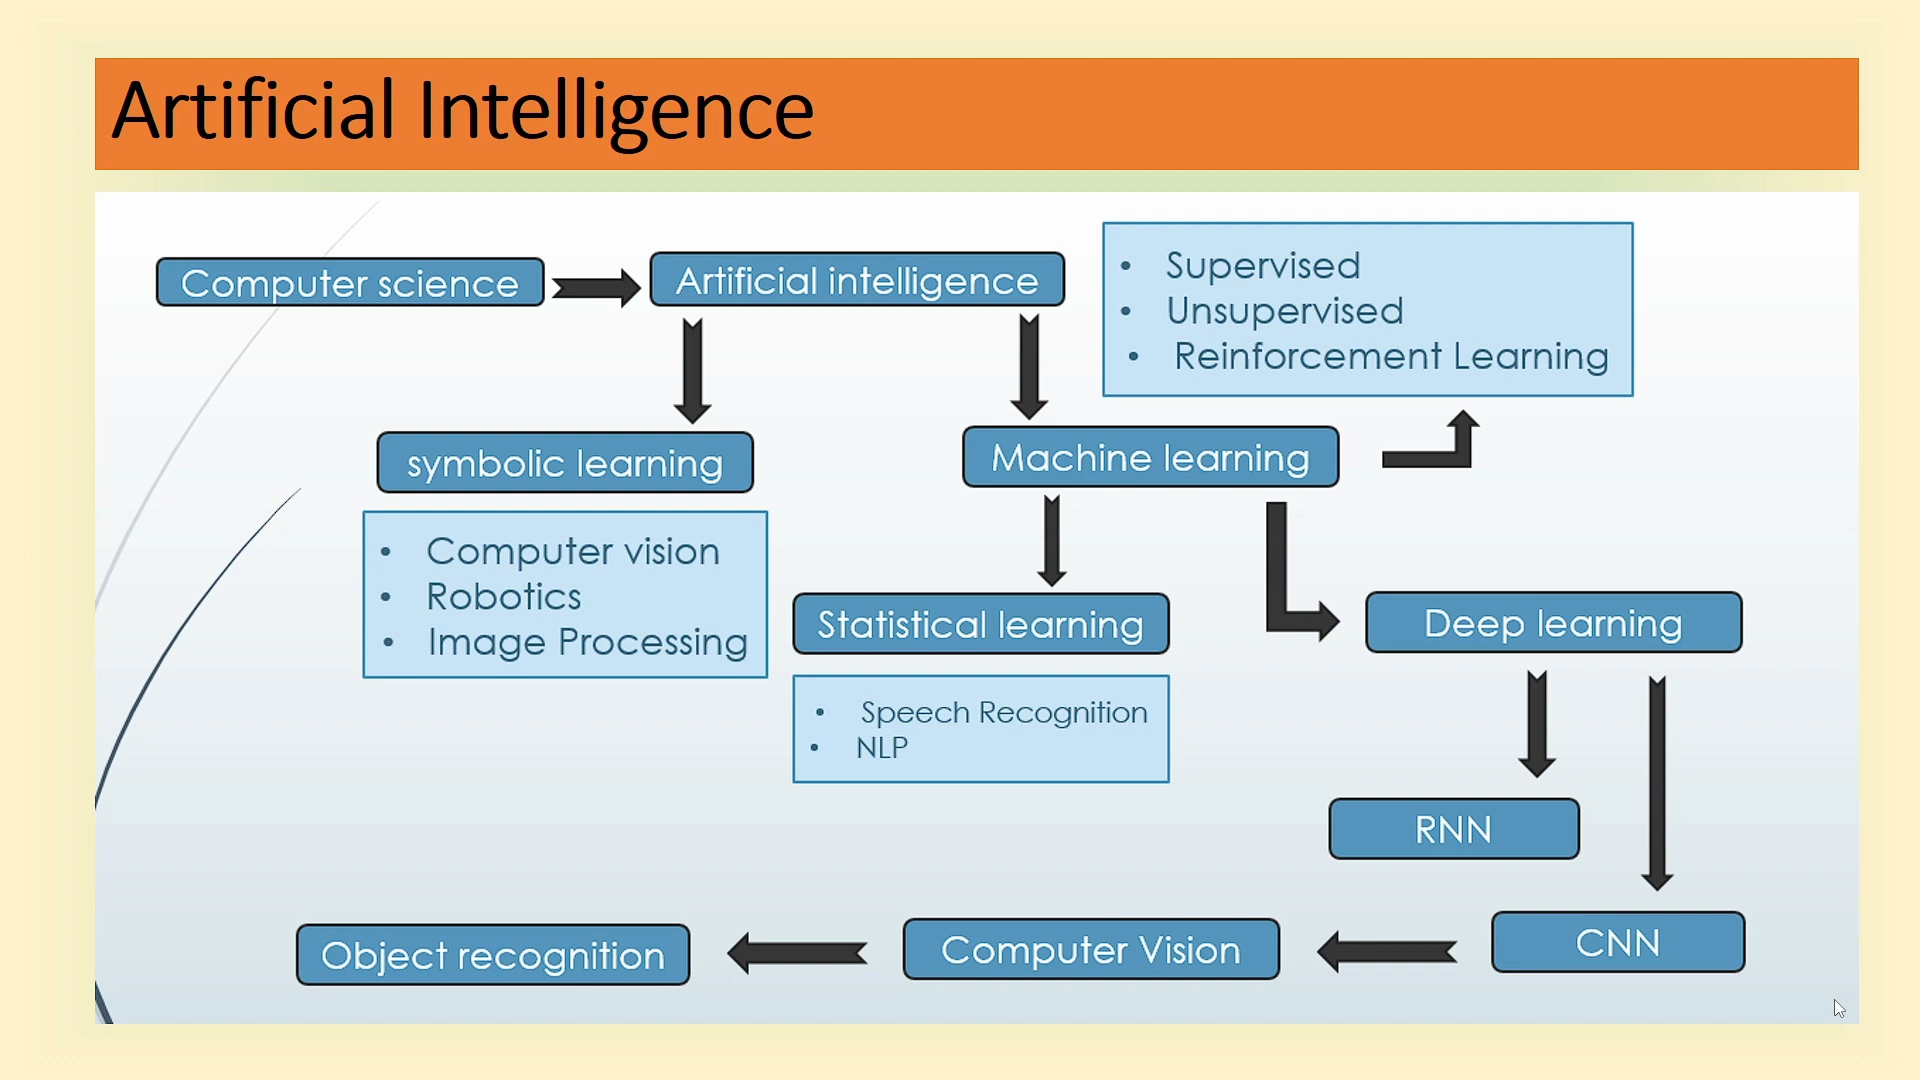 Artificial Intelligence
Computer science
Artificial intelligence
• Supervised
• Unsupervised
• Reinforcement Learning
symbolic learning
Machine learning
• Computer vision
• Robotics
• Image Processing
Statistical learning
Deep learning
• Speech Recognition
• NLP
RNN
CNN
Computer Vision
Object recognition